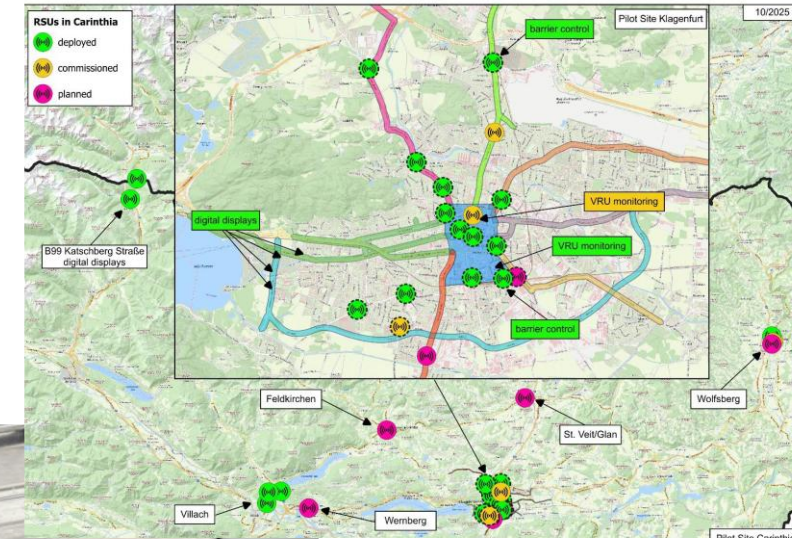 RSUs in Carinthia
deployed
commissioned
planned
Pilot Site Klagenfurt
10/2025
barrier control
VRU monitoring
digital displays
VRU monitoring
B99 Katschberg Straße
digital displays
barrier control
Feldkirchen
Wolfsberg
St. Veit/Glan
Villach
Wernberg
Pilot Site Carinthia